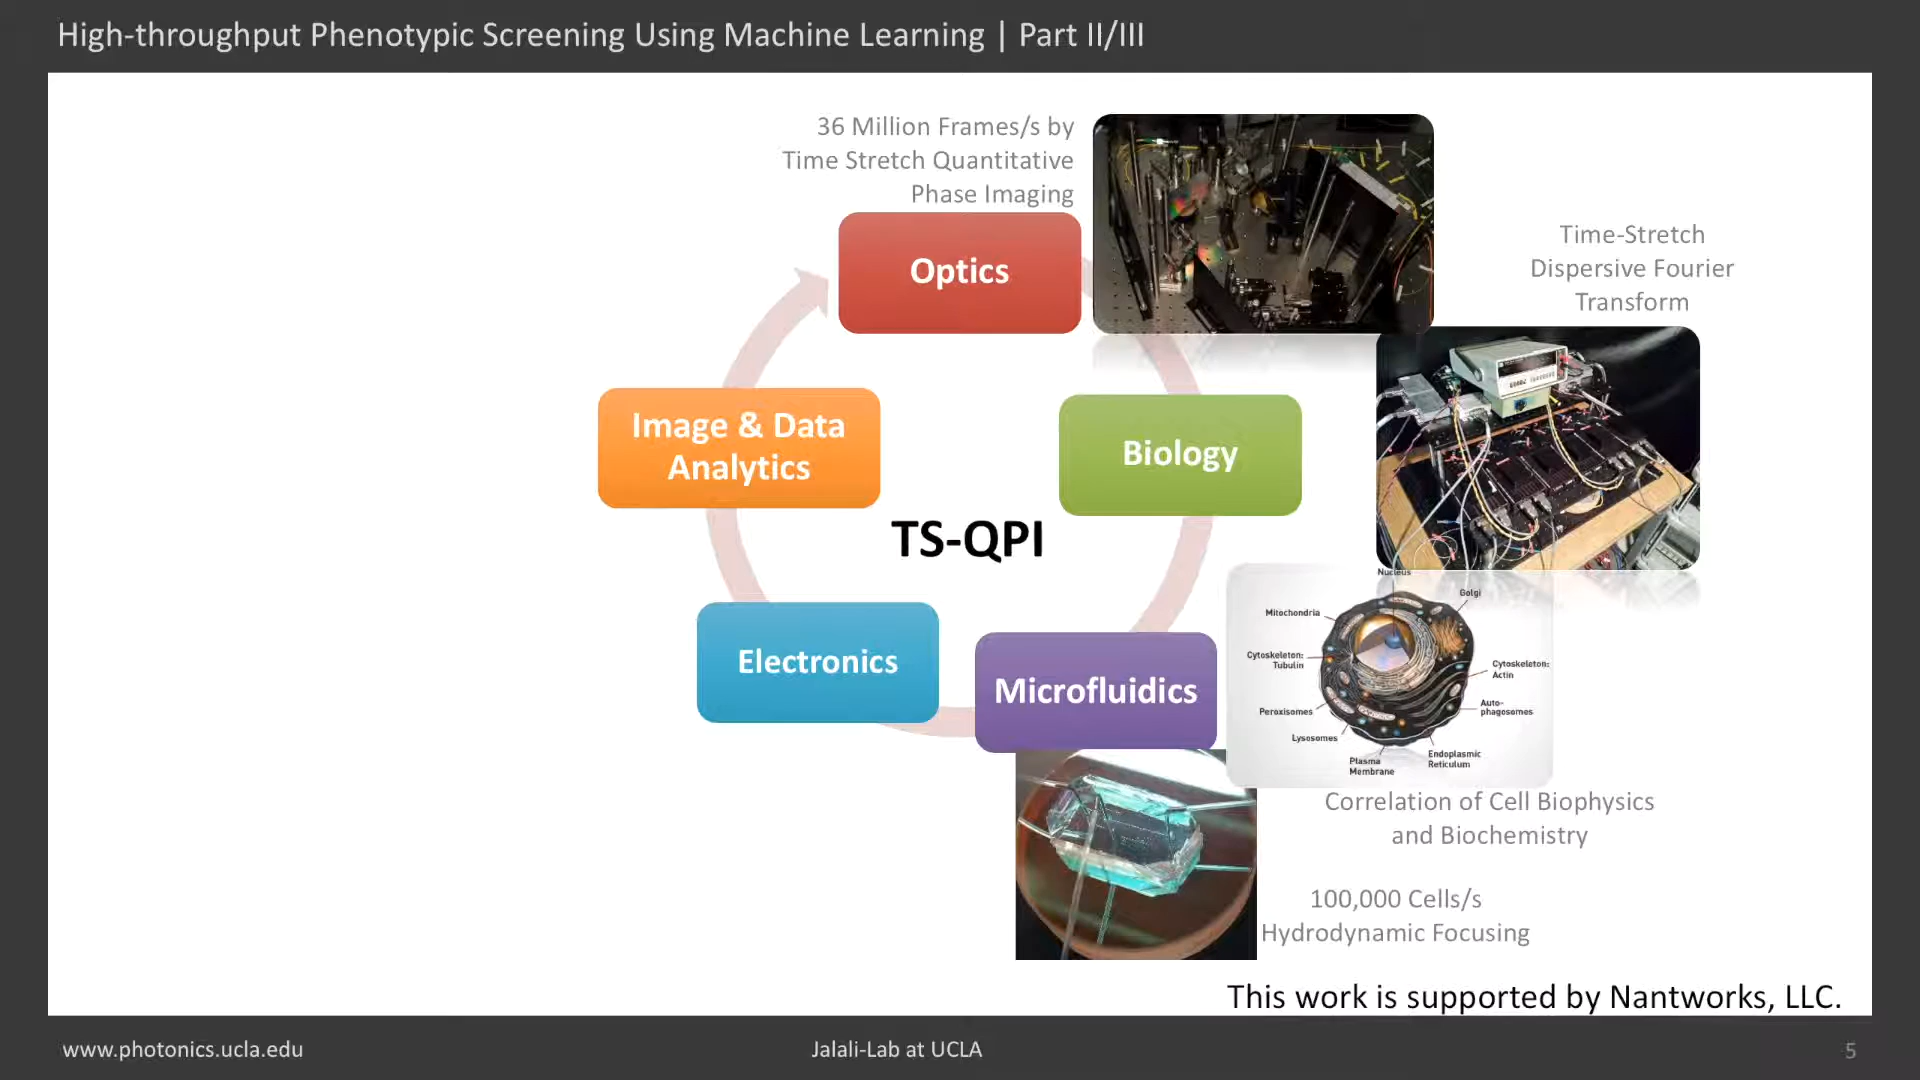 High-throughput Phenotypic Screening Using Machine Learning | Part II/III
36 Million Frames/s by
Time Stretch Quantitative
Phase Imaging
Optics
Time-Stretch
Dispersive Fourier
Transform
Image & Data
Analytics
Biology
TS-QPI
Electronics
Microfluidics
Nucleus
Golgi
Mitochondria
Cytoskeleton:
Tubulin
Cytoskeleton:
Actin
Peroxisomes
Auto-
phagosomes
Lysosomes
Plasma
Membrane
Endoplasmic
Reticulum
Correlation of Cell Biophysics
and Biochemistry
100,000 Cells/s
Hydrodynamic Focusing
This work is supported by Nantworks, LLC.
www.photonics.ucla.edu
Jalali-Lab at UCLA
5